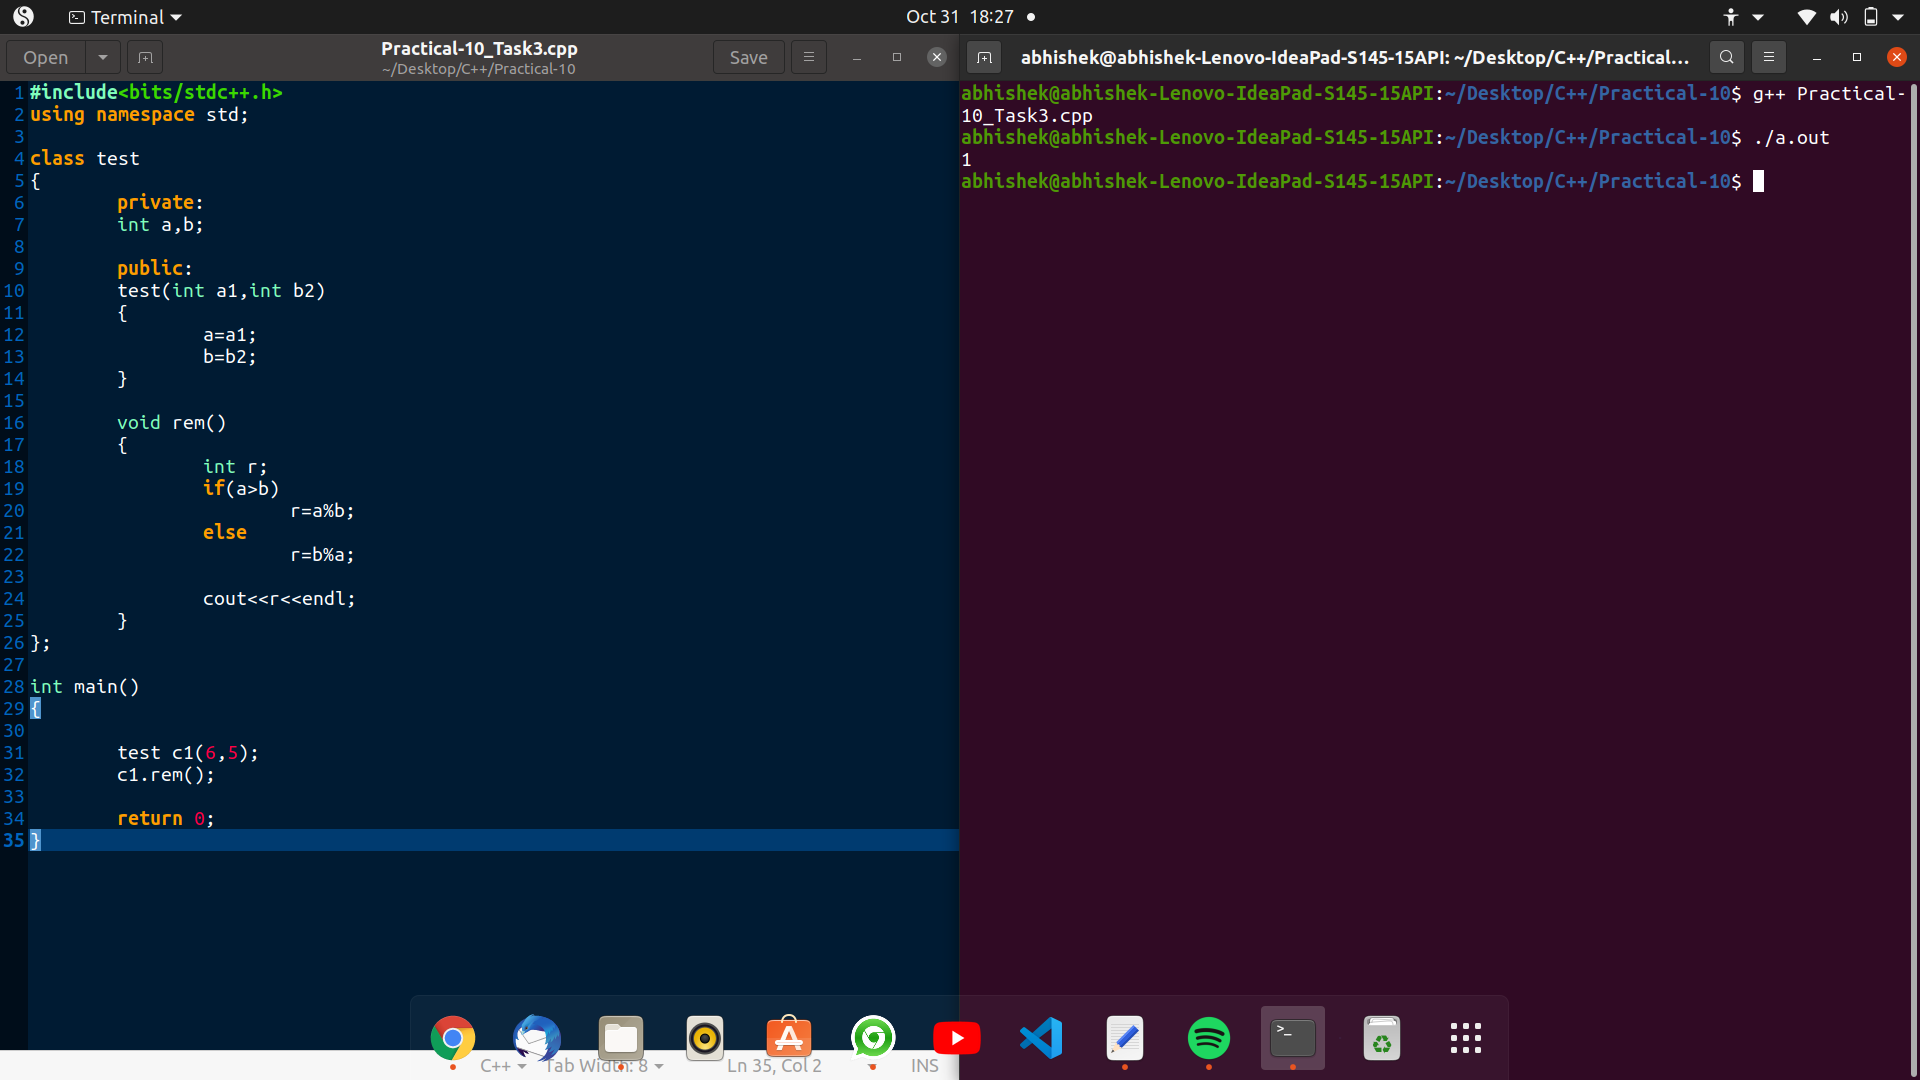 Terminal
Oct 31 18:27
Open
Practical-10_Task3.cpp
~/Desktop/C++/Practical-10
Save
1 #include<bits/stdc++.h>
2 using namespace std;
3
4 class test
5 {
6 private:
7 int a,b;
8
9 public:
10 test(int a1,int b2)
11 {
12 a=a1;
13 b=b2;
14 }
15
16 void rem()
17 {
18 int r;
19 if(a>b)
20 r=a%b;
21 else
22 r=b%a;
23
24 cout<<r<<endl;
25 }
26 };
27
28 int main()
29 {
30
31 test c1(6,5);
32 c1.rem();
33
34 return 0;
35 }
C++ Tab Width: 8 Ln 35, Col 2 INS
abhishek@abhishek-Lenovo-IdeaPad-S145-15API: ~/Desktop/C++/Practical...
abhishek@abhishek-Lenovo-IdeaPad-S145-15API:~/Desktop/C++/Practical-10$ g++ Practical-
10_Task3.cpp
abhishek@abhishek-Lenovo-IdeaPad-S145-15API:~/Desktop/C++/Practical-10$ ./a.out
1
abhishek@abhishek-Lenovo-IdeaPad-S145-15API:~/Desktop/C++/Practical-10$